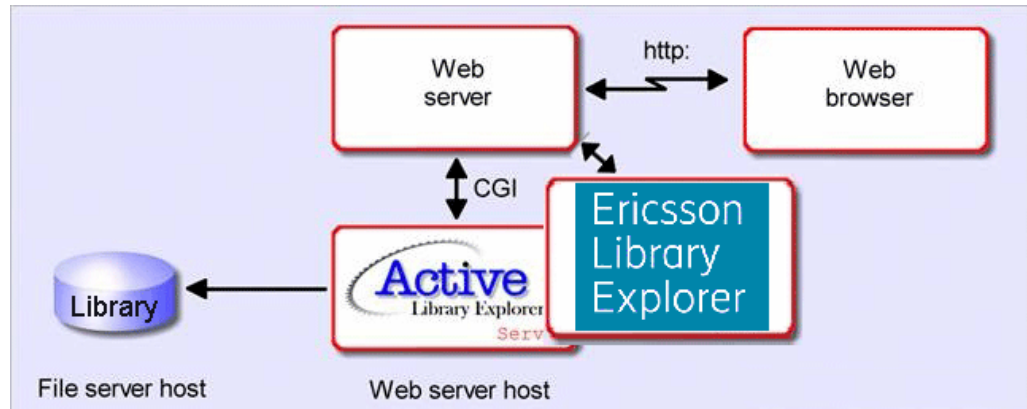 Web
server
http:
Web
browser
CGI
Active
Library Explorer
Serv
Ericsson
Library
Explorer
Library
File server host
Web server host